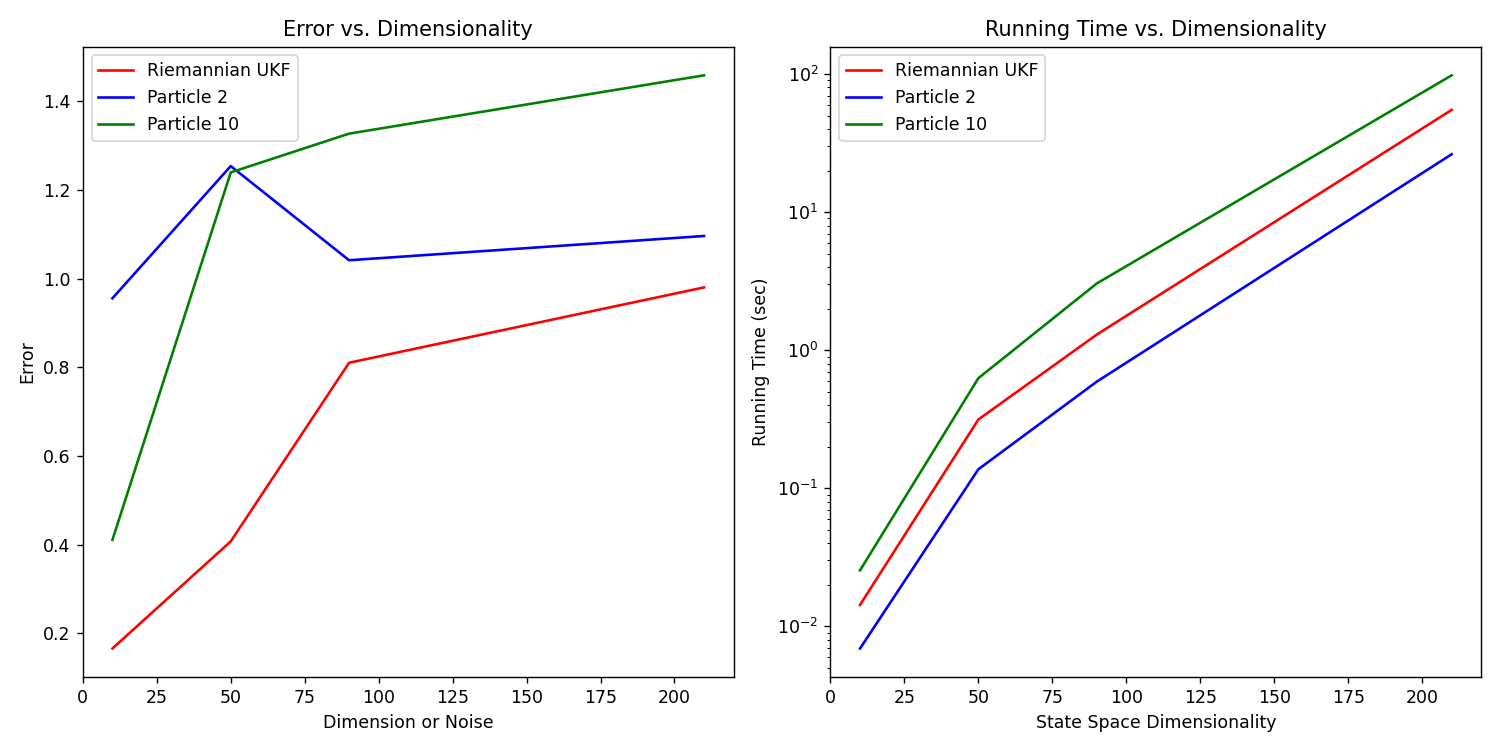 Error vs. Dimensionality
Riemannian UKF
Particle 2
Particle 10
1.4
1.2
1.0
0.8
0.6
0.4
0.2
Error
0 25 50 75 100 125 150 175 200
Dimension or Noise
Running Time vs. Dimensionality
Riemannian UKF
Particle 2
Particle 10
10²
10¹
10⁰
10⁻¹
10⁻²
Running Time (sec)
0 25 50 75 100 125 150 175 200
State Space Dimensionality